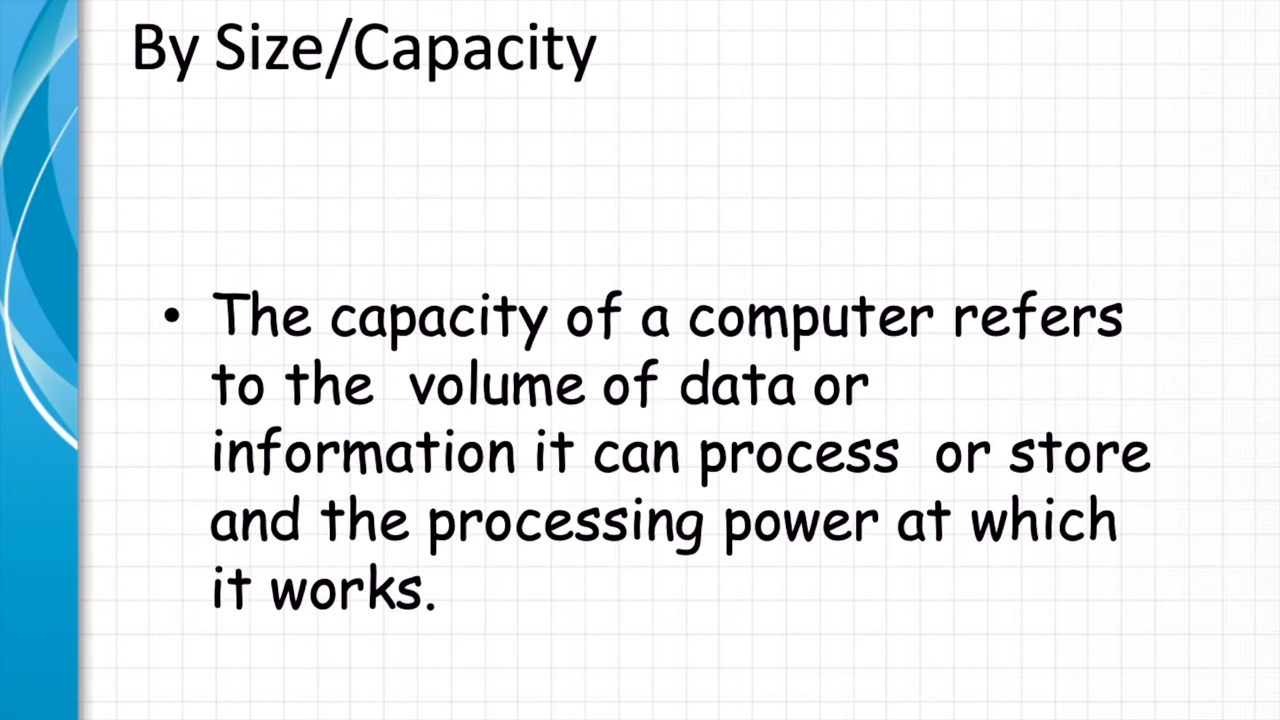 By Size/Capacity
• The capacity of a computer refers
to the  volume of data or
information it can process  or store
and the processing power at which
it works.